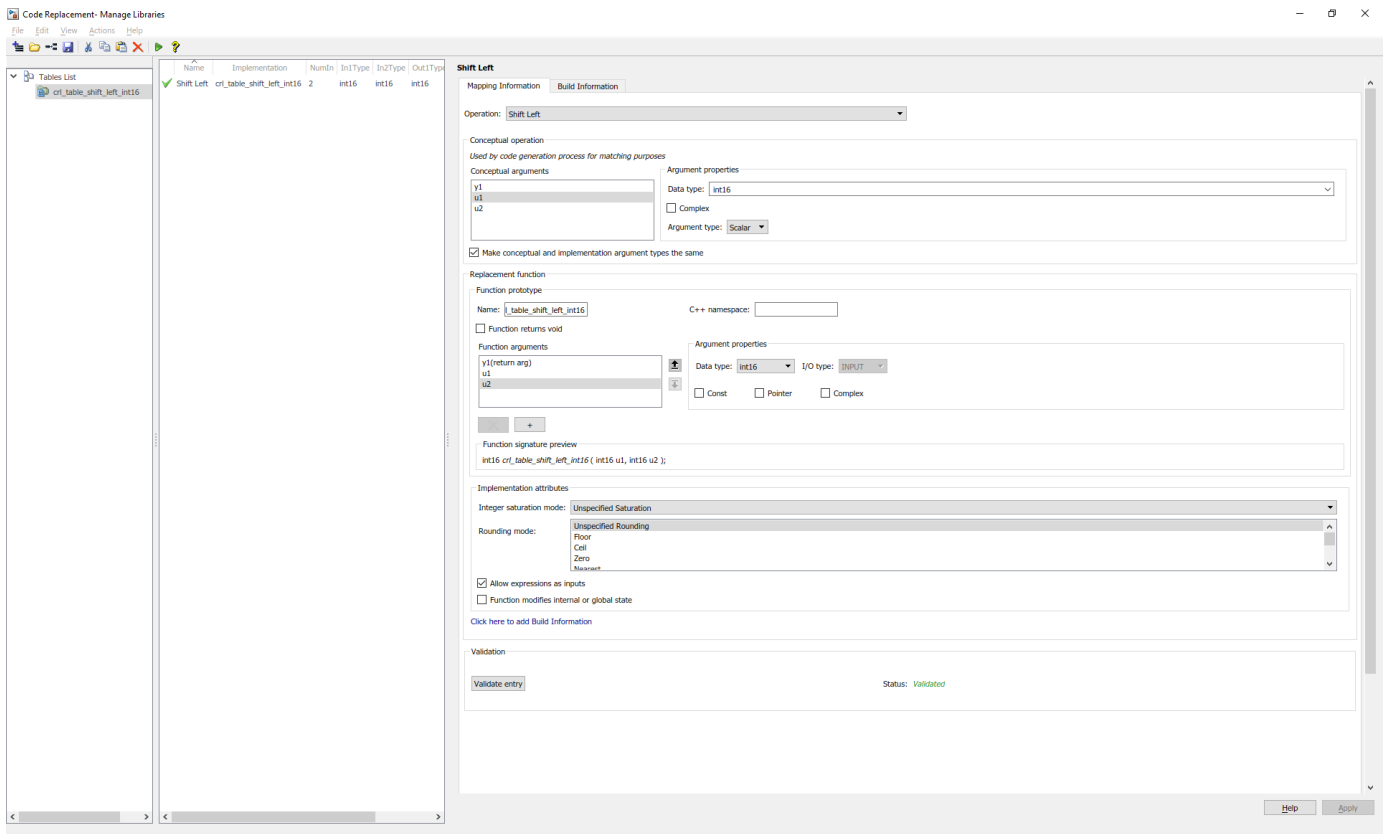 Code Replacement- Manage Libraries
File Edit View Actions Help
Tables List
crl_table_shift_left_int16
Name Implementation NumIn In1Type In2Type Out1Type
Shift Left crl_table_shift_left_int16 2 int16 int16 int16
Shift Left
Mapping Information Build Information
Operation: Shift Left
Conceptual operation
Used by code generation process for matching purposes
Conceptual arguments
y1
u1
u2
Argument properties
Data type: int16
Complex
Argument type: Scalar
Make conceptual and implementation argument types the same
Replacement function
Function prototype
Name: l_table_shift_left_int16 C++ namespace:
Function returns void
Function arguments
y1(return arg)
u1
u2
Argument properties
Data type: int16 I/O type: INPUT
Const Pointer Complex
+
Function signature preview
int16 crl_table_shift_left_int16 ( int16 u1, int16 u2 );
Implementation attributes
Integer saturation mode: Unspecified Saturation
Rounding mode: Unspecified Rounding
Floor
Ceil
Zero
Nearest
Allow expressions as inputs
Function modifies internal or global state
Click here to add Build Information
Validation
Validate entry Status: Validated
Help Apply